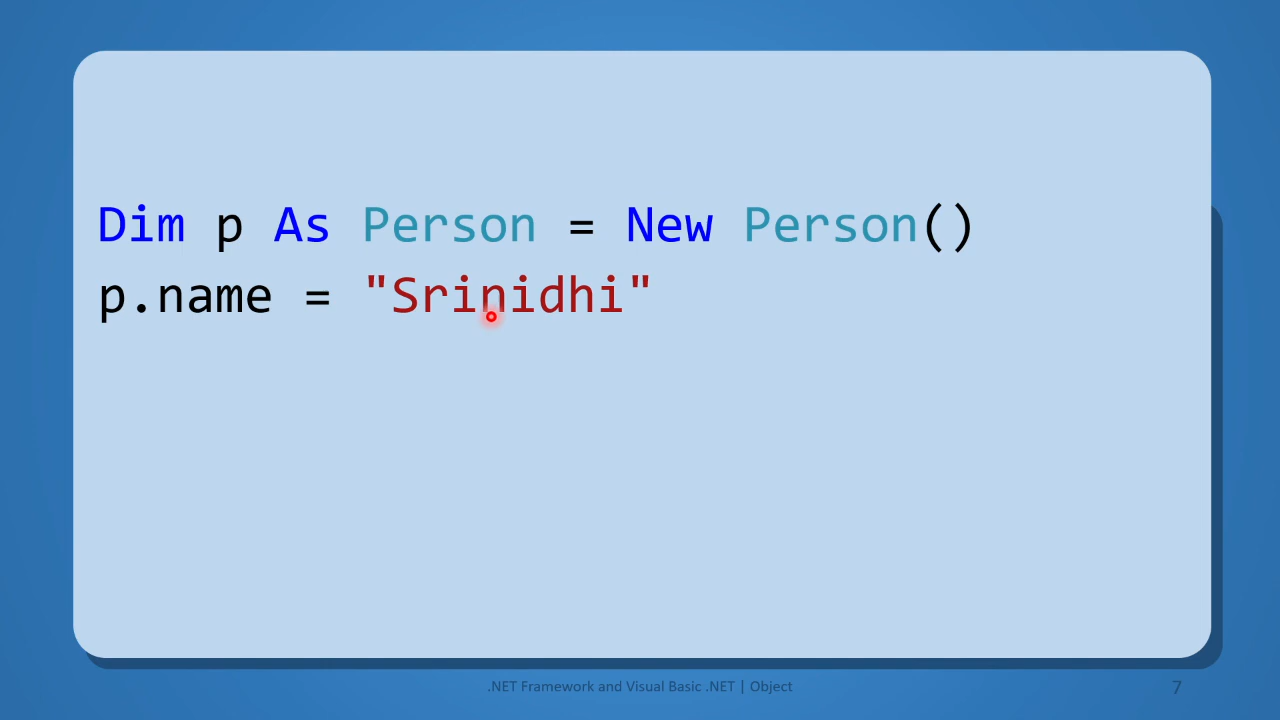 Dim p As Person = New Person()
p.name = "Srinidhi"
.NET Framework and Visual Basic .NET | Object
7